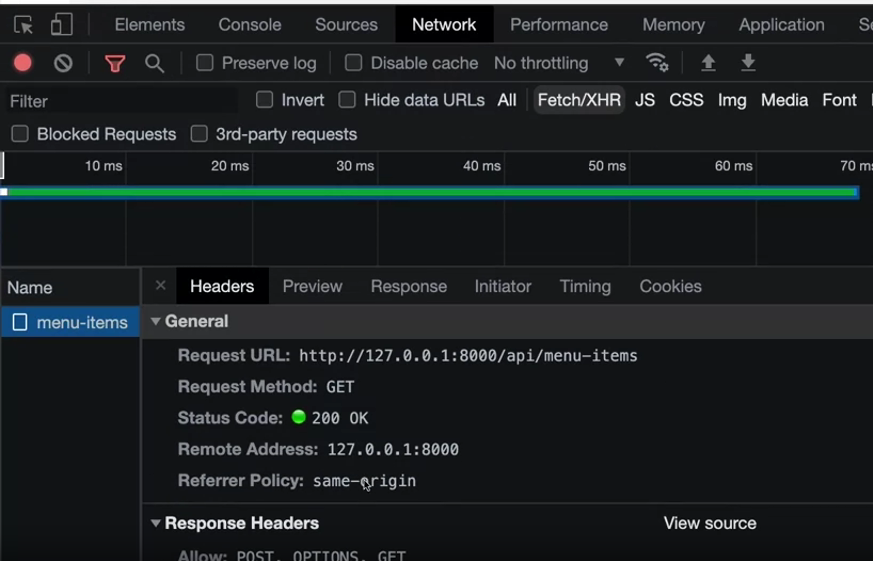 Elements Console Sources Network Performance Memory Application Se
Preserve log Disable cache No throttling
Filter Invert Hide data URLs All Fetch/XHR JS CSS Img Media Font
Blocked Requests 3rd-party requests
10 ms 20 ms 30 ms 40 ms 50 ms 60 ms 70 ms
Name Headers Preview Response Initiator Timing Cookies
menu-items
General
Request URL: http://127.0.0.1:8000/api/menu-items
Request Method: GET
Status Code: 200 OK
Remote Address: 127.0.0.1:8000
Referrer Policy: same-origin
Response Headers View source
Allow: POST, OPTIONS, GET